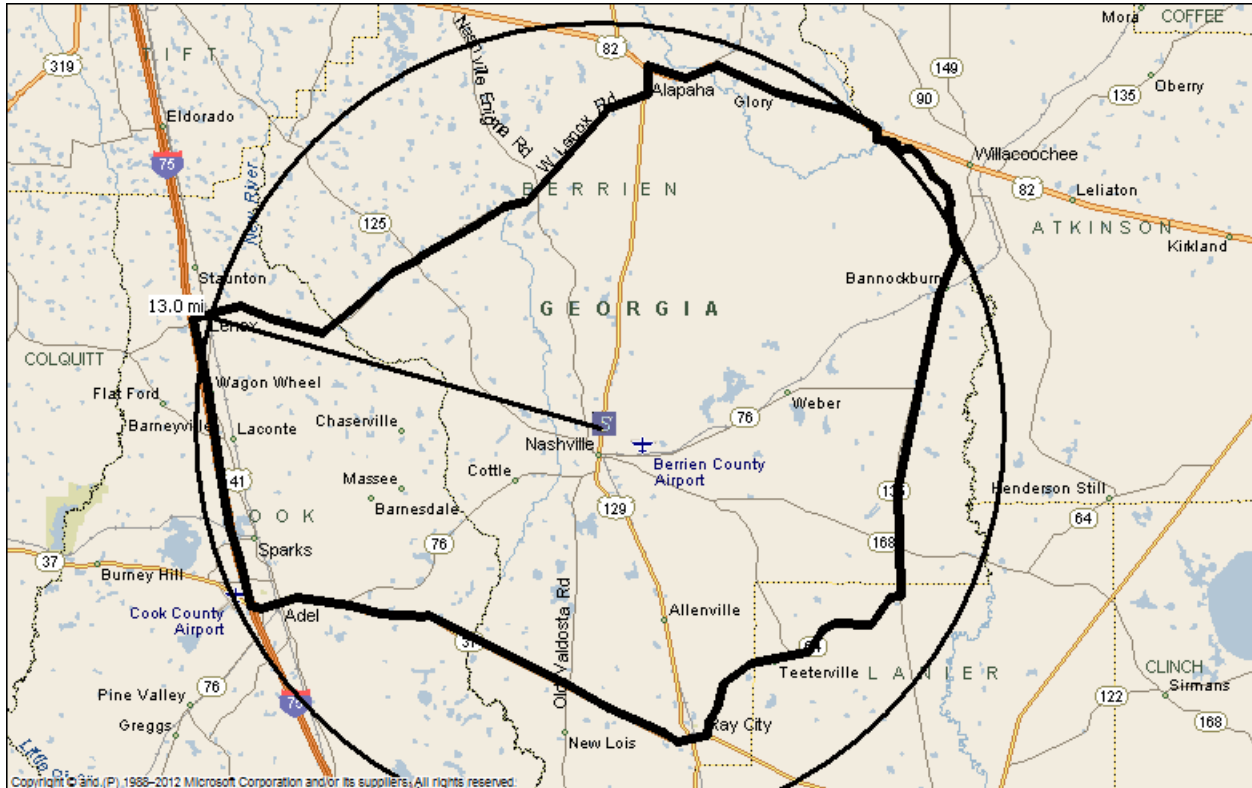 Mora
COFFEE
319
TIFT
82
149
90
135
Oberry
Nashville Enigma Rd
W Lenox Rd
Alapaha
Glory
Eldorado
75
New River
Willacoochee
82
Leliaton
BERRIEN
ATKINSON
Kirkland
125
Staunton
Bannockburn
13.0 mi
Lenox
GEORGIA
COLQUITT
Wagon Wheel
Flat Ford
Barneyville
Laconte
Chaserville
Weber
76
S
Nashville
Berrien County
Airport
41
Massee
Cottle
Barnesdale
129
135
Henderson Still
64
OOK
76
168
Sparks
37
Burney Hill
Cook County
Airport
Adel
Old Valdosta Rd
Allenville
37
64
Teeterville
LANIER
CLINCH
Sirmans
122
168
Pine Valley
76
75
Greggs
Ray City
New Lois
Copyright © and (P) 1988–2012 Microsoft Corporation and/or its suppliers. All rights reserved.